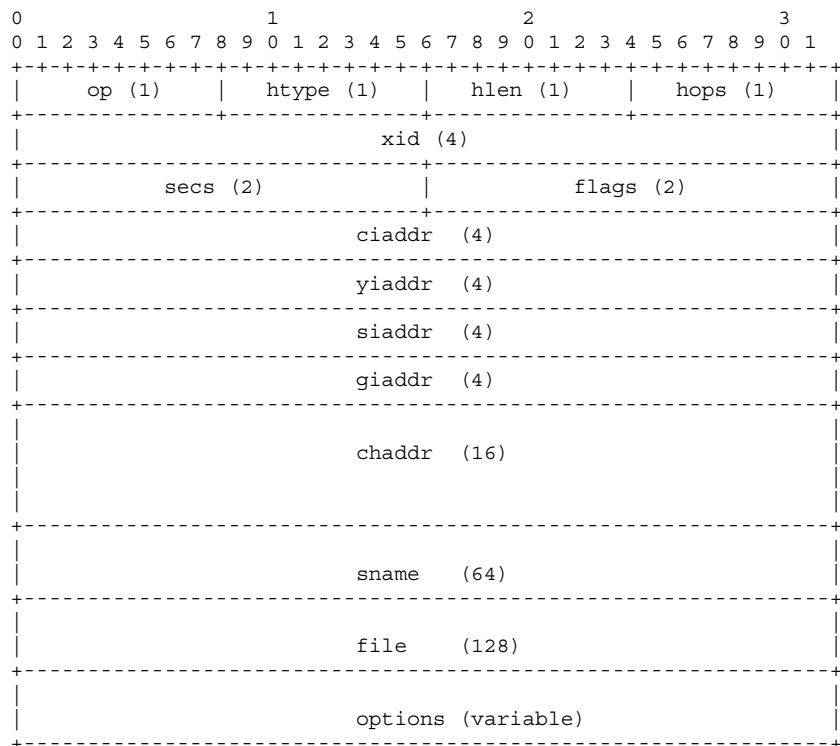 0                   1                   2                   3
0 1 2 3 4 5 6 7 8 9 0 1 2 3 4 5 6 7 8 9 0 1 2 3 4 5 6 7 8 9 0 1
op (1) | htype (1) | hlen (1) | hops (1)
xid (4)
secs (2) | flags (2)
ciaddr (4)
yiaddr (4)
siaddr (4)
giaddr (4)
chaddr (16)
sname (64)
file (128)
options (variable)